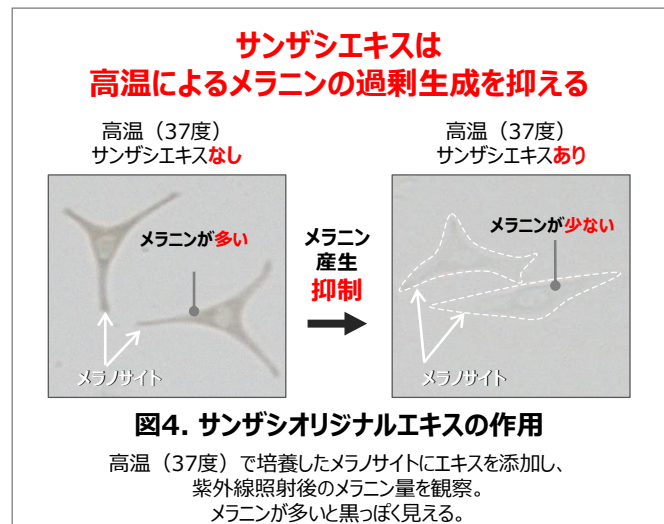 サンザシエキスは
高温によるメラニンの過剰生成を抑える
高温（37度）
サンザシエキスなし
メラニンが多い
メラノサイト
メラニン
産生
抑制
高温（37度）
サンザシエキスあり
メラニンが少ない
メラノサイト
図4. サンザシオリジナルエキスの作用
高温（37度）で培養したメラノサイトにエキスを添加し、
紫外線照射後のメラニン量を観察。
メラニンが多いと黒っぽく見える。